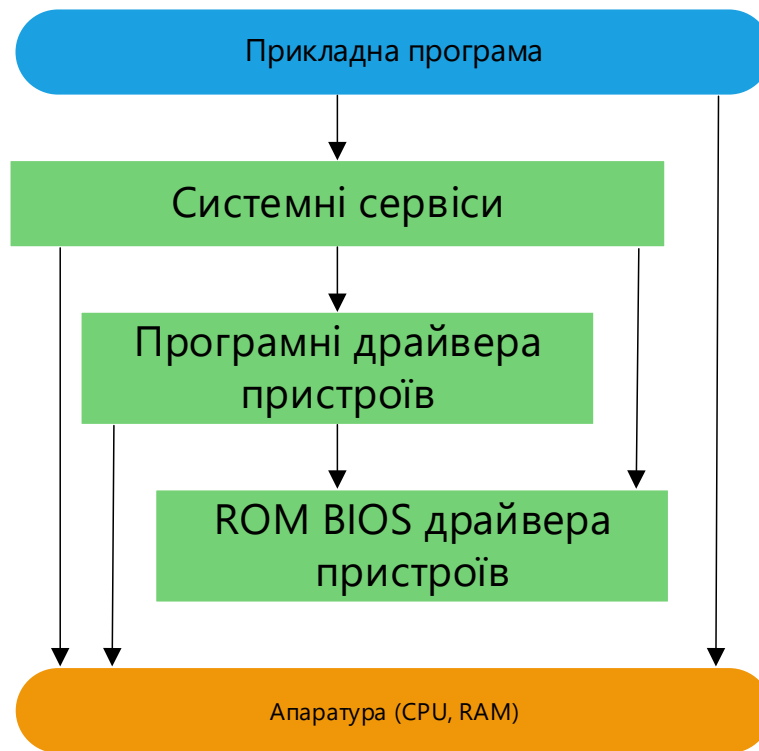 Прикладна програма
Системні сервіси
Програмні драйвера
пристроїв
ROM BIOS драйвера
пристроїв
Апаратура (CPU, RAM)